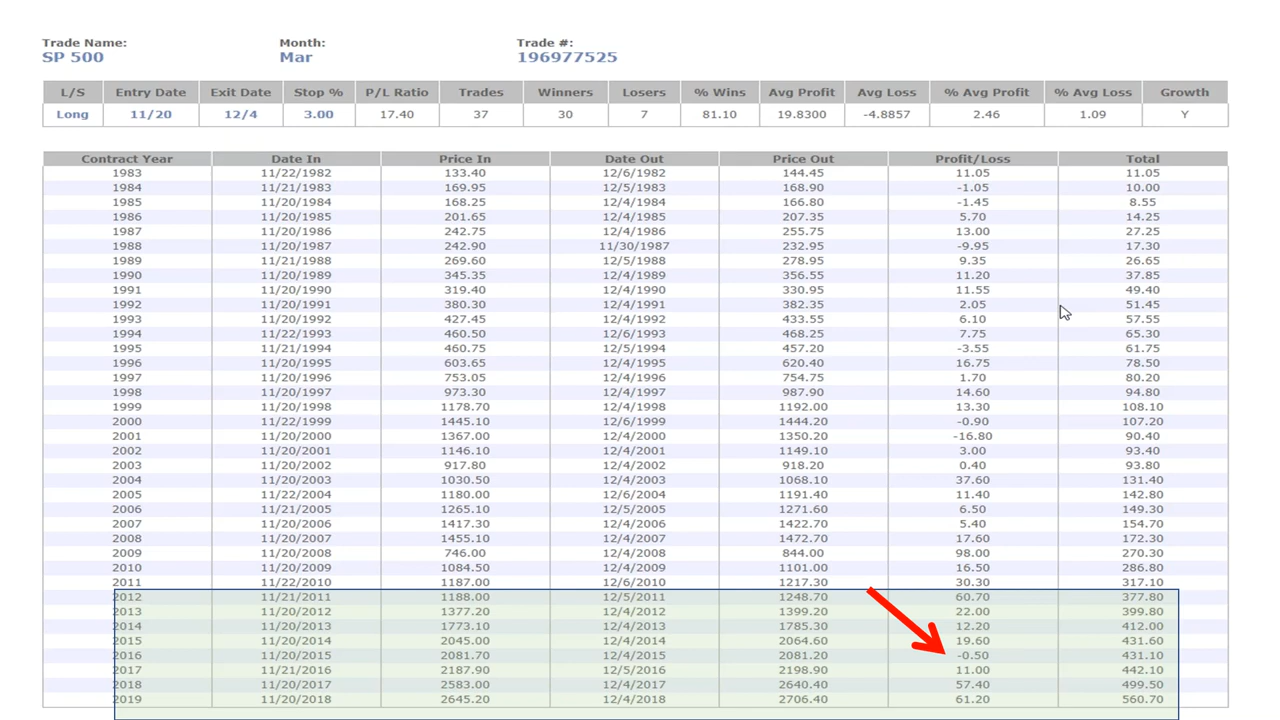 Trade Name: Month: Trade #:
SP 500 Mar 196977525
L/S Entry Date Exit Date Stop % P/L Ratio Trades Winners Losers % Wins Avg Profit Avg Loss % Avg Profit % Avg Loss Growth
Long 11/20 12/4 3.00 17.40 37 30 7 81.10 19.8300 -4.8857 2.46 1.09 Y
Contract Year Date In Price In Date Out Price Out Profit/Loss Total
1983 11/22/1982 133.40 12/6/1982 144.45 11.05 11.05
1984 11/21/1983 169.95 12/5/1983 168.90 -1.05 10.00
1985 11/20/1984 168.25 12/4/1984 166.80 -1.45 8.55
1986 11/20/1985 201.65 12/4/1985 207.35 5.70 14.25
1987 11/20/1986 242.75 12/4/1986 255.75 13.00 27.25
1988 11/20/1987 242.90 11/30/1987 232.95 -9.95 17.30
1989 11/21/1988 269.60 12/5/1988 278.95 9.35 26.65
1990 11/20/1989 345.35 12/4/1989 356.55 11.20 37.85
1991 11/20/1990 319.40 12/4/1990 330.95 11.55 49.40
1992 11/20/1991 380.30 12/4/1991 382.35 2.05 51.45
1993 11/20/1992 427.45 12/4/1992 433.55 6.10 57.55
1994 11/22/1993 460.50 12/6/1993 468.25 7.75 65.30
1995 11/21/1994 460.75 12/5/1994 457.20 -3.55 61.75
1996 11/20/1995 603.65 12/4/1995 620.40 16.75 78.50
1997 11/20/1996 753.05 12/4/1996 754.75 1.70 80.20
1998 11/20/1997 973.30 12/4/1997 987.90 14.60 94.80
1999 11/20/1998 1178.70 12/4/1998 1192.00 13.30 108.10
2000 11/22/1999 1445.10 12/6/1999 1444.20 -0.90 107.20
2001 11/20/2000 1367.00 12/4/2000 1350.20 -16.80 90.40
2002 11/20/2001 1146.10 12/4/2001 1149.10 3.00 93.40
2003 11/20/2002 917.80 12/4/2002 918.20 0.40 93.80
2004 11/20/2003 1030.50 12/4/2003 1068.10 37.60 131.40
2005 11/22/2004 1180.00 12/6/2004 1191.40 11.40 142.80
2006 11/21/2005 1265.10 12/5/2005 1271.60 6.50 149.30
2007 11/20/2006 1417.30 12/4/2006 1422.70 5.40 154.70
2008 11/20/2007 1455.10 12/4/2007 1472.70 17.60 172.30
2009 11/20/2008 746.00 12/4/2008 844.00 98.00 270.30
2010 11/20/2009 1084.50 12/4/2009 1101.00 16.50 286.80
2011 11/22/2010 1187.00 12/6/2010 1217.30 30.30 317.10
2012 11/21/2011 1188.00 12/5/2011 1248.70 60.70 377.80
2013 11/20/2012 1377.20 12/4/2012 1399.20 22.00 399.80
2014 11/20/2013 1773.10 12/4/2013 1785.30 12.20 412.00
2015 11/20/2014 2045.00 12/4/2014 2064.60 19.60 431.60
2016 11/20/2015 2081.70 12/4/2015 2081.20 -0.50 431.10
2017 11/21/2016 2187.90 12/5/2016 2198.90 11.00 442.10
2018 11/20/2017 2583.00 12/4/2017 2640.40 57.40 499.50
2019 11/20/2018 2645.20 12/4/2018 2706.40 61.20 560.70